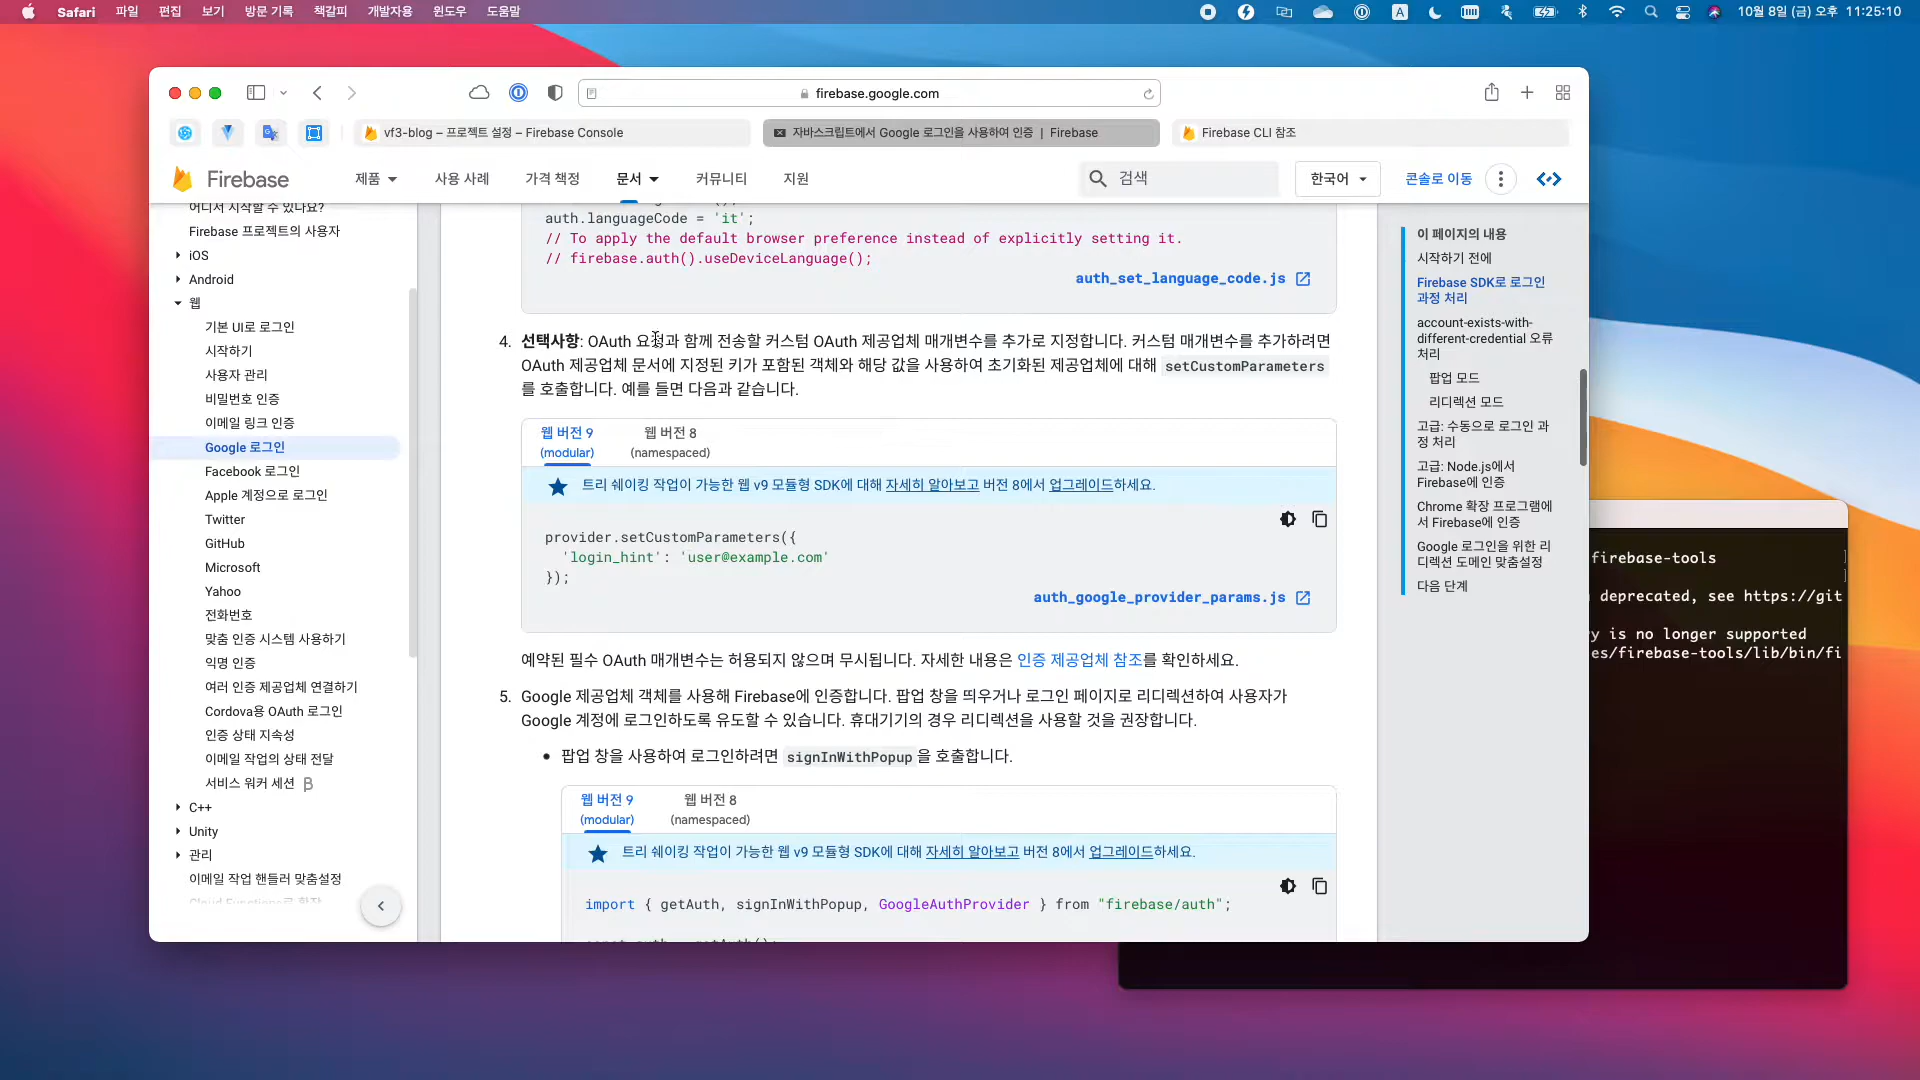 Safari 파일 편집 보기 방문 기록 책갈피 개발자용 윈도우 도움말
A
10월 8일 (금) 오후 11:25:10
firebase.google.com
vf3-blog – 프로젝트 설정 – Firebase Console
자바스크립트에서 Google 로그인을 사용하여 인증 | Firebase
Firebase CLI 참조
Firebase
제품 사용 사례 가격 책정 문서 커뮤니티 지원
검색
한국어
콘솔로 이동
어디서 시작할 수 있나요?
Firebase 프로젝트의 사용자
iOS
Android
웹
기본 UI로 로그인
시작하기
사용자 관리
비밀번호 인증
이메일 링크 인증
Google 로그인
Facebook 로그인
Apple 계정으로 로그인
Twitter
GitHub
Microsoft
Yahoo
전화번호
맞춤 인증 시스템 사용하기
익명 인증
여러 인증 제공업체 연결하기
Cordova용 OAuth 로그인
인증 상태 지속성
이메일 작업의 상태 전달
서비스 워커 세션 β
C++
Unity
관리
이메일 작업 핸들러 맞춤설정
auth.languageCode = 'it';
// To apply the default browser preference instead of explicitly setting it.
// firebase.auth().useDeviceLanguage();
auth_set_language_code.js
4. 선택사항: OAuth 요청과 함께 전송할 커스텀 OAuth 제공업체 매개변수를 추가로 지정합니다. 커스텀 매개변수를 추가하려면
OAuth 제공업체 문서에 지정된 키가 포함된 객체와 해당 값을 사용하여 초기화된 제공업체에 대해 setCustomParameters
를 호출합니다. 예를 들면 다음과 같습니다.
웹 버전 9 웹 버전 8
(modular) (namespaced)
트리 쉐이킹 작업이 가능한 웹 v9 모듈형 SDK에 대해 자세히 알아보고 버전 8에서 업그레이드하세요.
provider.setCustomParameters({
'login_hint': 'user@example.com'
});
auth_google_provider_params.js
예약된 필수 OAuth 매개변수는 허용되지 않으며 무시됩니다. 자세한 내용은 인증 제공업체 참조를 확인하세요.
5. Google 제공업체 객체를 사용해 Firebase에 인증합니다. 팝업 창을 띄우거나 로그인 페이지로 리디렉션하여 사용자가
Google 계정에 로그인하도록 유도할 수 있습니다. 휴대기기의 경우 리디렉션을 사용할 것을 권장합니다.
• 팝업 창을 사용하여 로그인하려면 signInWithPopup 을 호출합니다.
웹 버전 9 웹 버전 8
(modular) (namespaced)
트리 쉐이킹 작업이 가능한 웹 v9 모듈형 SDK에 대해 자세히 알아보고 버전 8에서 업그레이드하세요.
import { getAuth, signInWithPopup, GoogleAuthProvider } from "firebase/auth";
이 페이지의 내용
시작하기 전에
Firebase SDK로 로그인
과정 처리
account-exists-with-
different-credential 오류
처리
팝업 모드
리디렉션 모드
고급: 수동으로 로그인 과
정 처리
고급: Node.js에서
Firebase에 인증
Chrome 확장 프로그램에
서 Firebase에 인증
Google 로그인을 위한 리
디렉션 도메인 맞춤설정
다음 단계
firebase-tools
deprecated, see https://git
y is no longer supported
es/firebase-tools/lib/bin/fi